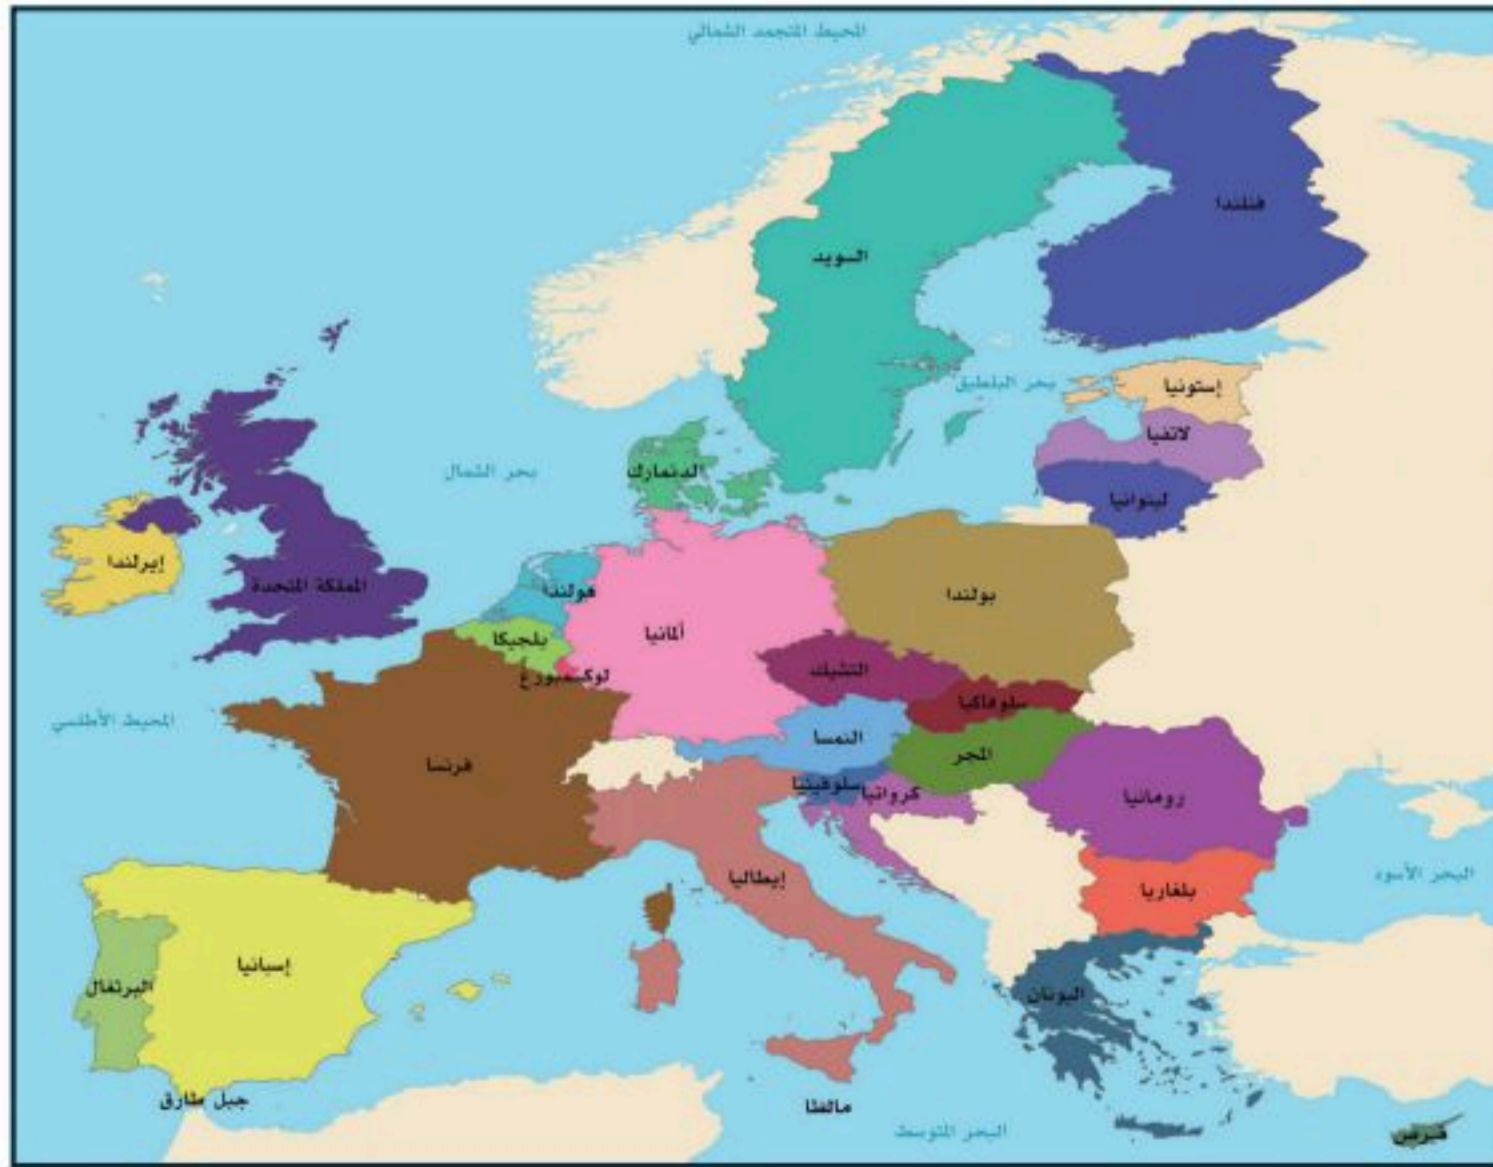 المحيط المتجمد الشمالي
فنلندا
السويد
إستونيا
بحر البلطيق
لاتفيا
الدنمارك
بحر الشمال
ليتوانيا
إيرلندا
المملكة المتحدة
هولندا
بولندا
ألمانيا
بلجيكا
التشيك
لوكسمبورغ
سلوفاكيا
المحيط الأطلسي
النمسا
المجر
فرنسا
سلوفينيا
كرواتيا
رومانيا
البحر الأسود
إيطاليا
بلغاريا
إسبانيا
البرتغال
اليونان
جبل طارق
مالطا
البحر المتوسط
قبرص